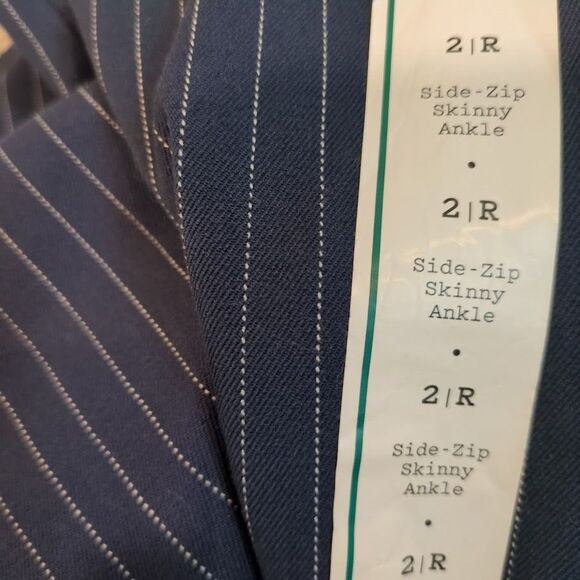 2|R
Side-Zip
Skinny
Ankle
•
2|R
Side-Zip
Skinny
Ankle
•
2|R
Side-Zip
Skinny
Ankle
•
2|R